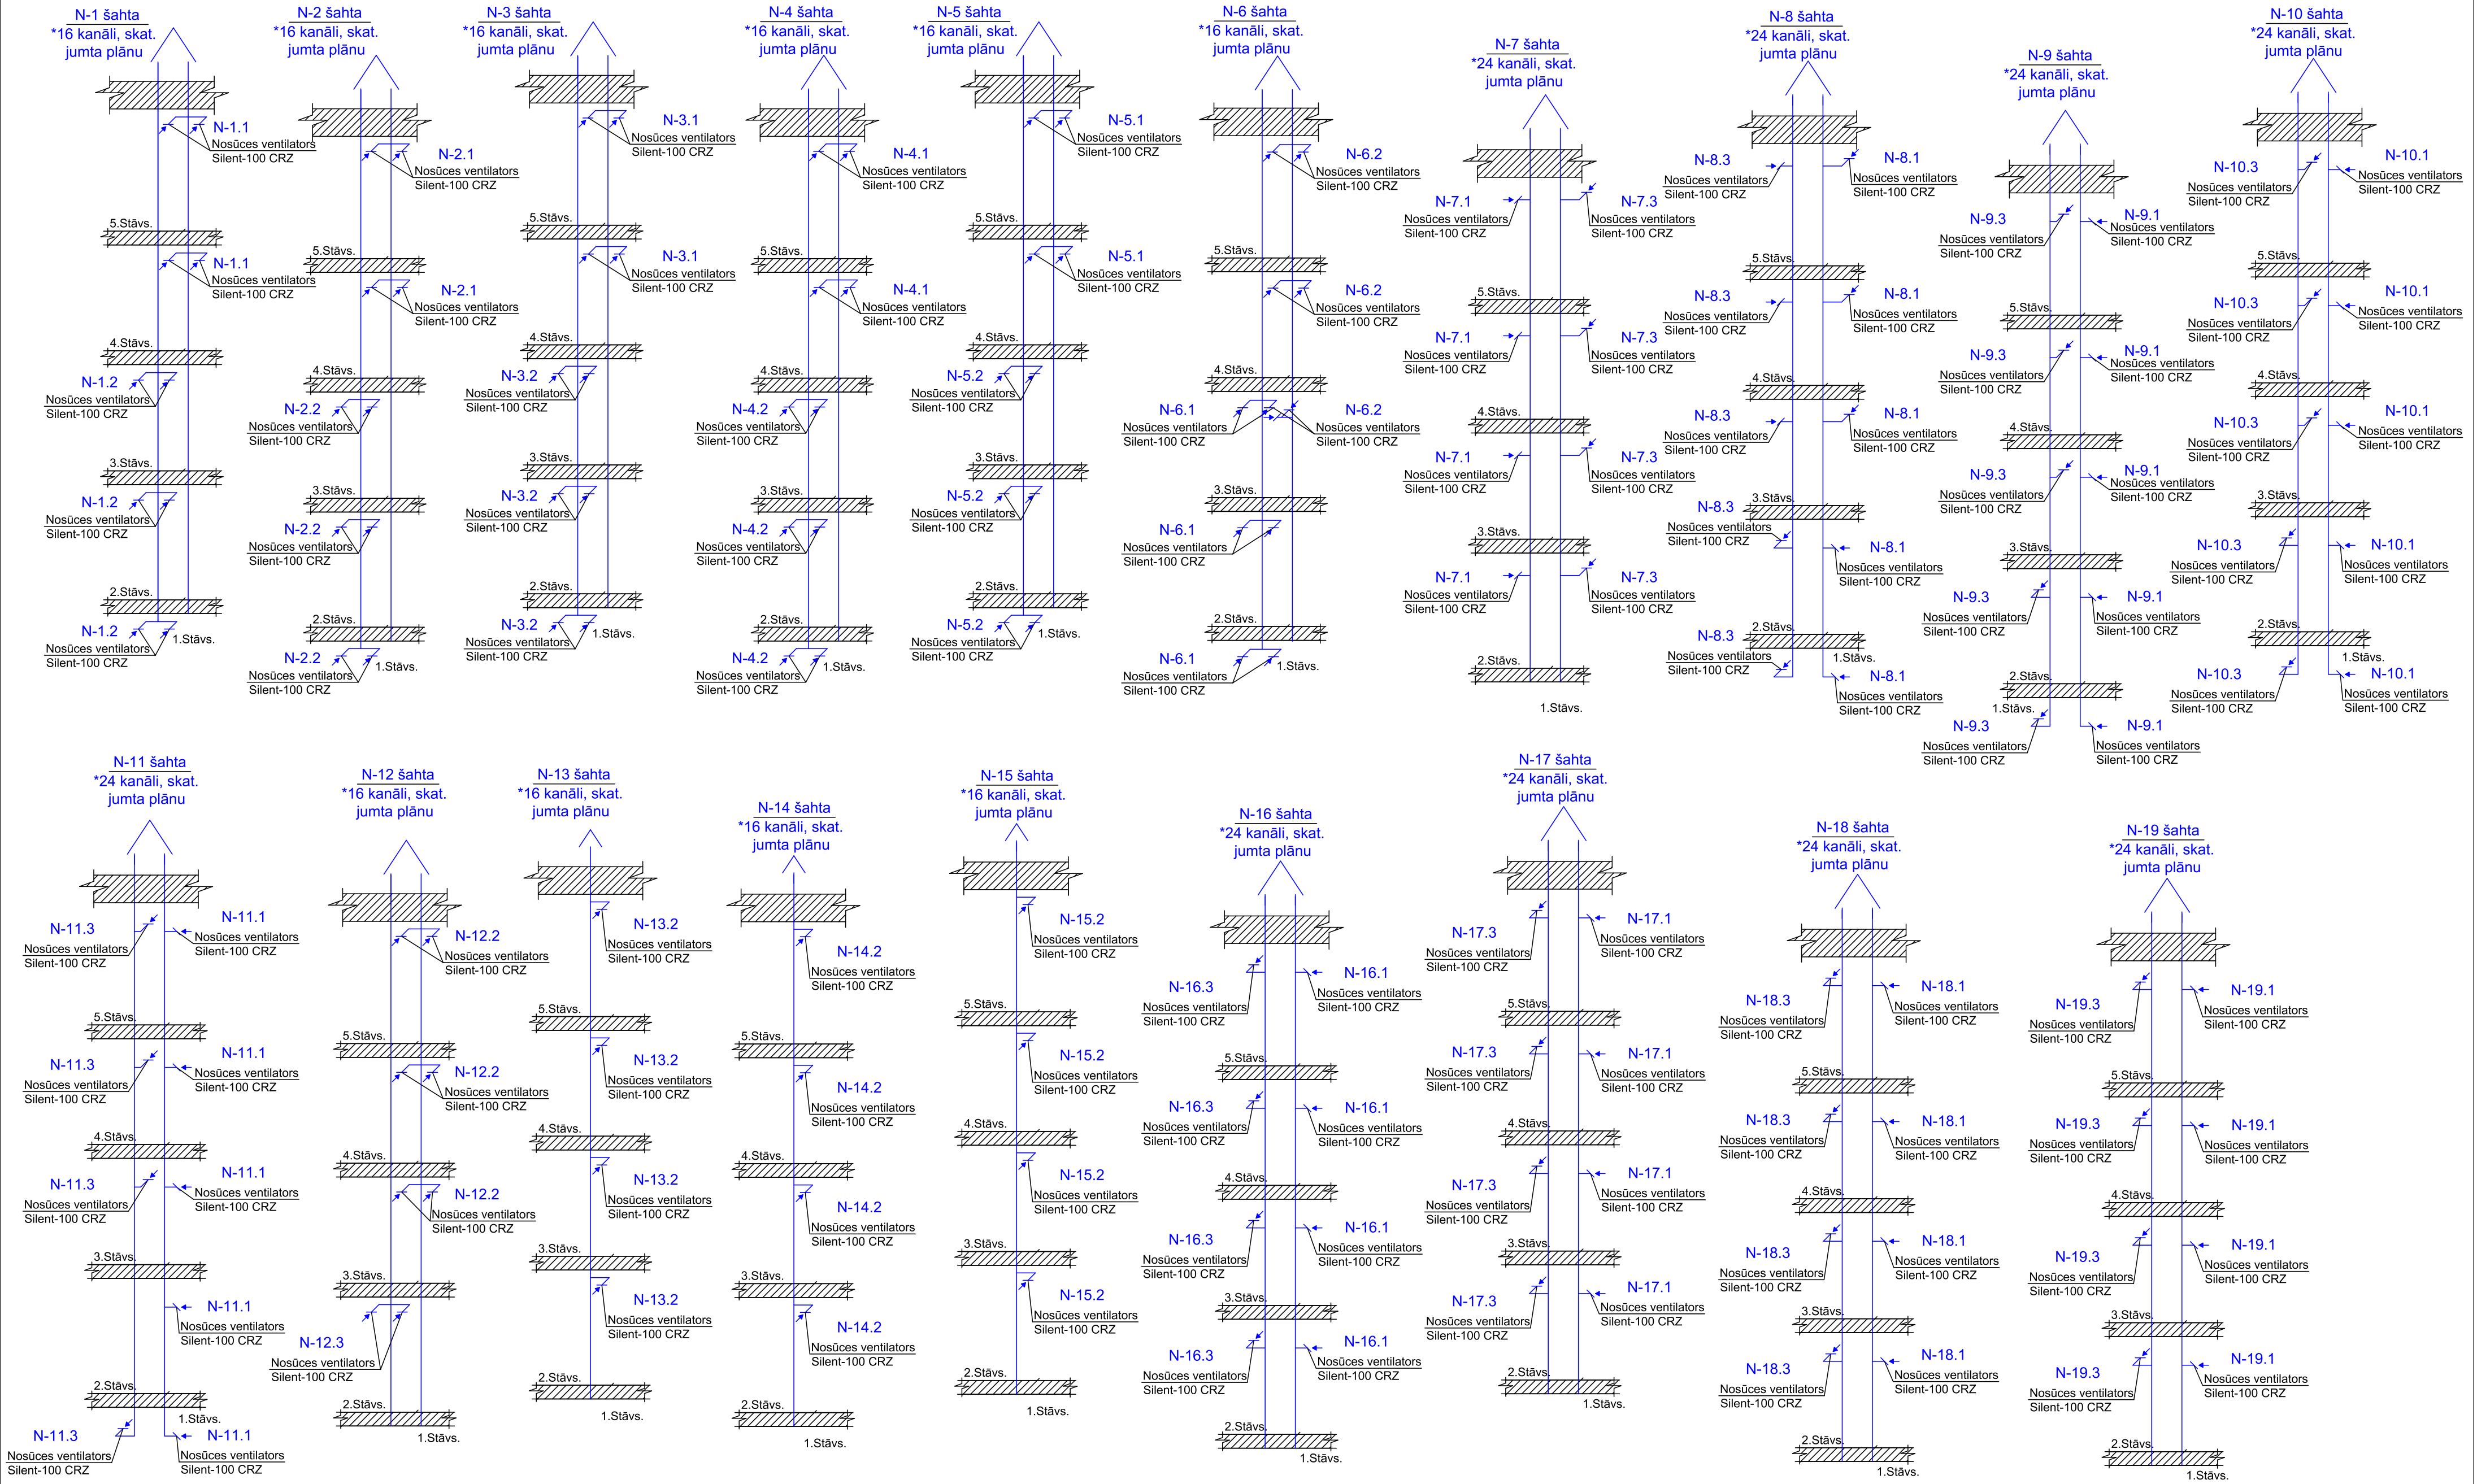 N-1 šahta
*16 kanāli, skat.
jumta plānu
N-1.1
Nosūces ventilators
Silent-100 CRZ
5.Stāvs.
N-1.1
Nosūces ventilators
Silent-100 CRZ
4.Stāvs.
N-1.2
Nosūces ventilators
Silent-100 CRZ
3.Stāvs.
N-1.2
Nosūces ventilators
Silent-100 CRZ
2.Stāvs.
N-1.2
1.Stāvs.
Nosūces ventilators
Silent-100 CRZ
N-2 šahta
*16 kanāli, skat.
jumta plānu
N-2.1
Nosūces ventilators
Silent-100 CRZ
5.Stāvs.
N-2.1
Nosūces ventilators
Silent-100 CRZ
4.Stāvs.
N-2.2
Nosūces ventilators
Silent-100 CRZ
3.Stāvs.
N-2.2
Nosūces ventilators
Silent-100 CRZ
2.Stāvs.
N-2.2
1.Stāvs.
Nosūces ventilators
Silent-100 CRZ
N-3 šahta
*16 kanāli, skat.
jumta plānu
N-3.1
Nosūces ventilators
Silent-100 CRZ
5.Stāvs.
N-3.1
Nosūces ventilators
Silent-100 CRZ
4.Stāvs.
N-3.2
Nosūces ventilators
Silent-100 CRZ
3.Stāvs.
N-3.2
Nosūces ventilators
Silent-100 CRZ
2.Stāvs.
N-3.2
1.Stāvs.
Nosūces ventilators
Silent-100 CRZ
N-4 šahta
*16 kanāli, skat.
jumta plānu
N-4.1
Nosūces ventilators
Silent-100 CRZ
5.Stāvs.
N-4.1
Nosūces ventilators
Silent-100 CRZ
4.Stāvs.
N-4.2
Nosūces ventilators
Silent-100 CRZ
3.Stāvs.
N-4.2
Nosūces ventilators
Silent-100 CRZ
2.Stāvs.
N-4.2
1.Stāvs.
Nosūces ventilators
Silent-100 CRZ
N-5 šahta
*16 kanāli, skat.
jumta plānu
N-5.1
Nosūces ventilators
Silent-100 CRZ
5.Stāvs.
N-5.1
Nosūces ventilators
Silent-100 CRZ
4.Stāvs.
N-5.2
Nosūces ventilators
Silent-100 CRZ
3.Stāvs.
N-5.2
Nosūces ventilators
Silent-100 CRZ
2.Stāvs.
N-5.2
1.Stāvs.
Nosūces ventilators
Silent-100 CRZ
N-6 šahta
*16 kanāli, skat.
jumta plānu
N-6.2
Nosūces ventilators
Silent-100 CRZ
5.Stāvs.
N-6.2
Nosūces ventilators
Silent-100 CRZ
4.Stāvs.
N-6.1
Nosūces ventilators
Silent-100 CRZ
N-6.2
Nosūces ventilators
Silent-100 CRZ
3.Stāvs.
N-6.1
Nosūces ventilators
Silent-100 CRZ
2.Stāvs.
N-6.1
1.Stāvs.
Nosūces ventilators
Silent-100 CRZ
N-7 šahta
*24 kanāli, skat.
jumta plānu
N-7.1
Nosūces ventilators
Silent-100 CRZ
N-7.3
Nosūces ventilators
Silent-100 CRZ
5.Stāvs.
N-7.1
Nosūces ventilators
Silent-100 CRZ
N-7.3
Nosūces ventilators
Silent-100 CRZ
4.Stāvs.
N-7.1
Nosūces ventilators
Silent-100 CRZ
N-7.3
Nosūces ventilators
Silent-100 CRZ
3.Stāvs.
N-7.1
Nosūces ventilators
Silent-100 CRZ
N-7.3
Nosūces ventilators
Silent-100 CRZ
2.Stāvs.
1.Stāvs.
N-8 šahta
*24 kanāli, skat.
jumta plānu
N-8.3
Nosūces ventilators
Silent-100 CRZ
N-8.1
Nosūces ventilators
Silent-100 CRZ
5.Stāvs.
N-8.3
Nosūces ventilators
Silent-100 CRZ
N-8.1
Nosūces ventilators
Silent-100 CRZ
4.Stāvs.
N-8.3
Nosūces ventilators
Silent-100 CRZ
N-8.1
Nosūces ventilators
Silent-100 CRZ
3.Stāvs.
N-8.3
Nosūces ventilators
Silent-100 CRZ
N-8.1
Nosūces ventilators
Silent-100 CRZ
2.Stāvs.
N-8.3
Nosūces ventilators
Silent-100 CRZ
1.Stāvs.
N-8.1
Nosūces ventilators
Silent-100 CRZ
N-9 šahta
*24 kanāli, skat.
jumta plānu
N-9.3
Nosūces ventilators
Silent-100 CRZ
N-9.1
Nosūces ventilators
Silent-100 CRZ
5.Stāvs.
N-9.3
Nosūces ventilators
Silent-100 CRZ
N-9.1
Nosūces ventilators
Silent-100 CRZ
4.Stāvs.
N-9.3
Nosūces ventilators
Silent-100 CRZ
N-9.1
Nosūces ventilators
Silent-100 CRZ
3.Stāvs.
N-9.3
Nosūces ventilators
Silent-100 CRZ
N-9.1
Nosūces ventilators
Silent-100 CRZ
2.Stāvs.
1.Stāvs.
N-9.3
Nosūces ventilators
Silent-100 CRZ
N-9.1
Nosūces ventilators
Silent-100 CRZ
N-10 šahta
*24 kanāli, skat.
jumta plānu
N-10.3
Nosūces ventilators
Silent-100 CRZ
N-10.1
Nosūces ventilators
Silent-100 CRZ
5.Stāvs.
N-10.3
Nosūces ventilators
Silent-100 CRZ
N-10.1
Nosūces ventilators
Silent-100 CRZ
4.Stāvs.
N-10.3
Nosūces ventilators
Silent-100 CRZ
N-10.1
Nosūces ventilators
Silent-100 CRZ
3.Stāvs.
N-10.3
Nosūces ventilators
Silent-100 CRZ
N-10.1
Nosūces ventilators
Silent-100 CRZ
2.Stāvs.
1.Stāvs.
N-10.3
Nosūces ventilators
Silent-100 CRZ
N-10.1
Nosūces ventilators
Silent-100 CRZ
N-11 šahta
*24 kanāli, skat.
jumta plānu
N-11.3
Nosūces ventilators
Silent-100 CRZ
N-11.1
Nosūces ventilators
Silent-100 CRZ
5.Stāvs.
N-11.3
Nosūces ventilators
Silent-100 CRZ
N-11.1
Nosūces ventilators
Silent-100 CRZ
4.Stāvs.
N-11.3
Nosūces ventilators
Silent-100 CRZ
N-11.1
Nosūces ventilators
Silent-100 CRZ
3.Stāvs.
N-11.1
Nosūces ventilators
Silent-100 CRZ
2.Stāvs.
1.Stāvs.
N-11.3
Nosūces ventilators
Silent-100 CRZ
N-11.1
Nosūces ventilators
Silent-100 CRZ
N-12 šahta
*16 kanāli, skat.
jumta plānu
N-12.2
Nosūces ventilators
Silent-100 CRZ
5.Stāvs.
N-12.2
Nosūces ventilators
Silent-100 CRZ
4.Stāvs.
N-12.2
Nosūces ventilators
Silent-100 CRZ
3.Stāvs.
N-12.3
Nosūces ventilators
Silent-100 CRZ
2.Stāvs.
1.Stāvs.
N-13 šahta
*16 kanāli, skat.
jumta plānu
N-13.2
Nosūces ventilators
Silent-100 CRZ
5.Stāvs.
N-13.2
Nosūces ventilators
Silent-100 CRZ
4.Stāvs.
N-13.2
Nosūces ventilators
Silent-100 CRZ
3.Stāvs.
N-13.2
Nosūces ventilators
Silent-100 CRZ
2.Stāvs.
1.Stāvs.
N-14 šahta
*16 kanāli, skat.
jumta plānu
N-14.2
Nosūces ventilators
Silent-100 CRZ
5.Stāvs.
N-14.2
Nosūces ventilators
Silent-100 CRZ
4.Stāvs.
N-14.2
Nosūces ventilators
Silent-100 CRZ
3.Stāvs.
N-14.2
Nosūces ventilators
Silent-100 CRZ
2.Stāvs.
1.Stāvs.
N-15 šahta
*16 kanāli, skat.
jumta plānu
N-15.2
Nosūces ventilators
Silent-100 CRZ
5.Stāvs.
N-15.2
Nosūces ventilators
Silent-100 CRZ
4.Stāvs.
N-15.2
Nosūces ventilators
Silent-100 CRZ
3.Stāvs.
N-15.2
Nosūces ventilators
Silent-100 CRZ
2.Stāvs.
1.Stāvs.
N-16 šahta
*24 kanāli, skat.
jumta plānu
N-16.3
Nosūces ventilators
Silent-100 CRZ
N-16.1
Nosūces ventilators
Silent-100 CRZ
5.Stāvs.
N-16.3
Nosūces ventilators
Silent-100 CRZ
N-16.1
Nosūces ventilators
Silent-100 CRZ
4.Stāvs.
N-16.3
Nosūces ventilators
Silent-100 CRZ
N-16.1
Nosūces ventilators
Silent-100 CRZ
3.Stāvs.
N-16.3
Nosūces ventilators
Silent-100 CRZ
N-16.1
Nosūces ventilators
Silent-100 CRZ
2.Stāvs.
1.Stāvs.
N-17 šahta
*24 kanāli, skat.
jumta plānu
N-17.3
Nosūces ventilators
Silent-100 CRZ
N-17.1
Nosūces ventilators
Silent-100 CRZ
5.Stāvs.
N-17.3
Nosūces ventilators
Silent-100 CRZ
N-17.1
Nosūces ventilators
Silent-100 CRZ
4.Stāvs.
N-17.3
Nosūces ventilators
Silent-100 CRZ
N-17.1
Nosūces ventilators
Silent-100 CRZ
3.Stāvs.
N-17.3
Nosūces ventilators
Silent-100 CRZ
N-17.1
Nosūces ventilators
Silent-100 CRZ
2.Stāvs.
1.Stāvs.
N-18 šahta
*24 kanāli, skat.
jumta plānu
N-18.3
Nosūces ventilators
Silent-100 CRZ
N-18.1
Nosūces ventilators
Silent-100 CRZ
5.Stāvs.
N-18.3
Nosūces ventilators
Silent-100 CRZ
N-18.1
Nosūces ventilators
Silent-100 CRZ
4.Stāvs.
N-18.3
Nosūces ventilators
Silent-100 CRZ
N-18.1
Nosūces ventilators
Silent-100 CRZ
3.Stāvs.
N-18.3
Nosūces ventilators
Silent-100 CRZ
N-18.1
Nosūces ventilators
Silent-100 CRZ
2.Stāvs.
1.Stāvs.
N-19 šahta
*24 kanāli, skat.
jumta plānu
N-19.3
Nosūces ventilators
Silent-100 CRZ
N-19.1
Nosūces ventilators
Silent-100 CRZ
5.Stāvs.
N-19.3
Nosūces ventilators
Silent-100 CRZ
N-19.1
Nosūces ventilators
Silent-100 CRZ
4.Stāvs.
N-19.3
Nosūces ventilators
Silent-100 CRZ
N-19.1
Nosūces ventilators
Silent-100 CRZ
3.Stāvs.
N-19.3
Nosūces ventilators
Silent-100 CRZ
N-19.1
Nosūces ventilators
Silent-100 CRZ
2.Stāvs.
1.Stāvs.